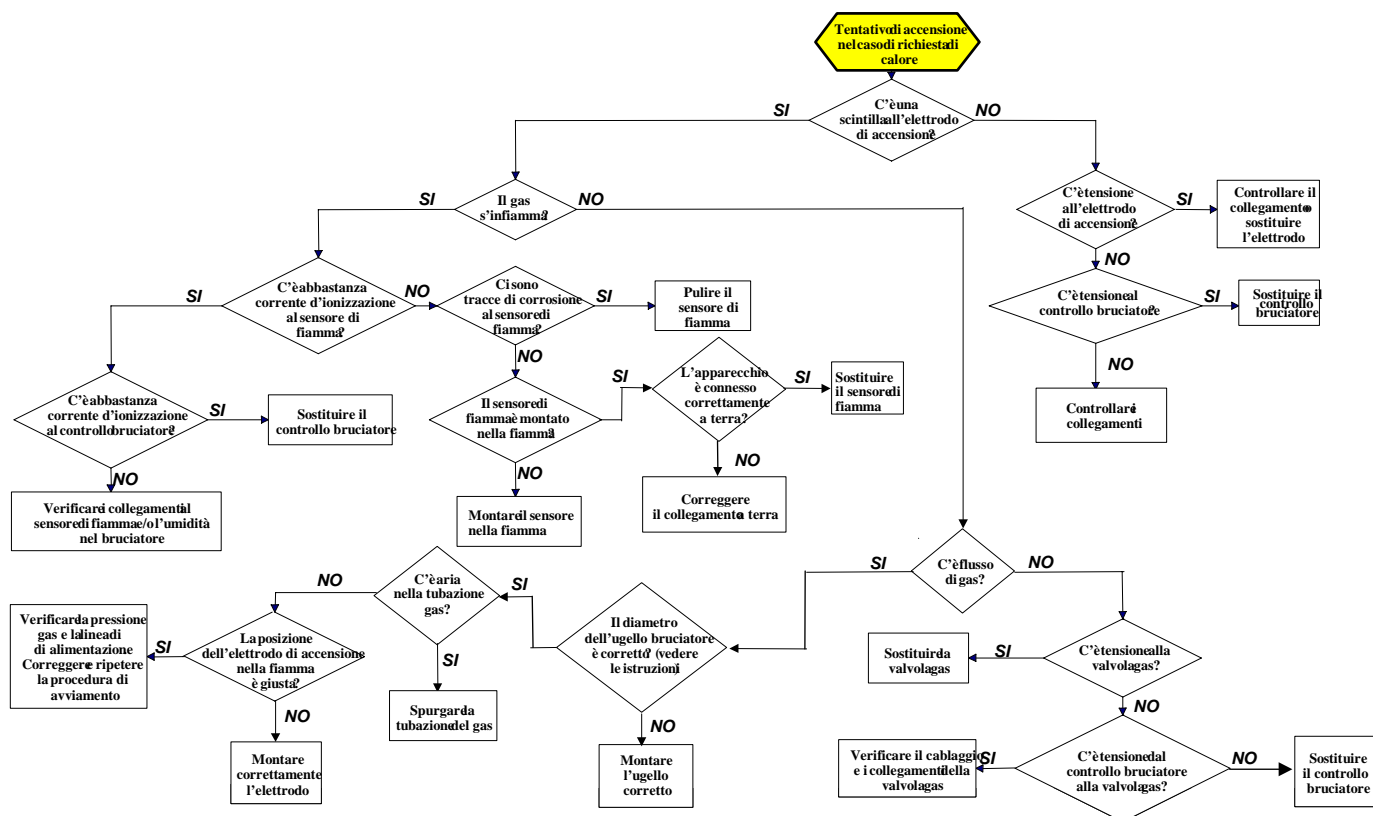 Tentativo di accensione
nel caso di richiesta di
calore
SI
C'è una
scintilla all'elettrodo
di accensione?
NO
SI
Il gas
s'infiamma?
NO
C'è tensione
all'elettrodo
di accensione?
SI
Controllare il
collegamento o
sostituire
l'elettrodo
NO
SI
C'è abbastanza
corrente d'ionizzazione
al sensore di
fiamma?
NO
Ci sono
tracce di corrosione
al sensore di
fiamma?
SI
Pulire il
sensore di
fiamma
C'è tensione al
controllo bruciatore?
SI
Sostituire il
controllo
bruciatore
NO
NO
C'è abbastanza
corrente d'ionizzazione
al controllo bruciatore?
SI
Sostituire il
controllo bruciatore
Il sensore di
fiamma è montato
nella fiamma?
SI
L'apparecchio
è connesso
correttamente
a terra?
SI
Sostituire
il sensore di
fiamma
Controllare i
collegamenti
NO
NO
NO
Verificare i collegamenti al
sensore di fiamma e/o l'umidità
nel bruciatore
Montare il sensore
nella fiamma
Correggere
il collegamento a terra
SI
C'è flusso
di gas?
NO
NO
C'è aria
nella tubazione
gas?
SI
Verificare la pressione
gas e la linea di
di alimentazione
Correggere e ripetere
la procedura di
avviamento
SI
La posizione
dell'elettrodo di accensione
nella fiamma
è giusta?
Il diametro
dell'ugello bruciatore
è corretto? (vedere
le istruzioni)
Sostituire la
valvola gas
SI
C'è tensione alla
valvola gas?
SI
NO
Spurgare la
tubazione del gas
NO
NO
Montare
correttamente
l'elettrodo
Montare
l'ugello
corretto
Verificare il cablaggio
e i collegamenti della
valvola gas
SI
C'è tensione dal
controllo bruciatore
alla valvola gas?
NO
Sostituire
il controllo
bruciatore